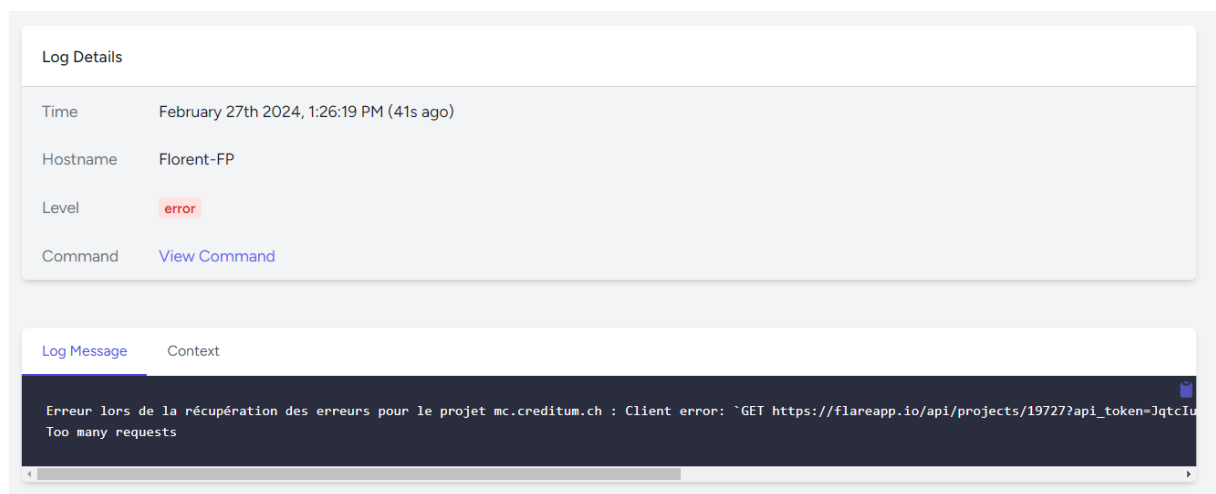 Log Details
Time February 27th 2024, 1:26:19 PM (41s ago)
Hostname Florent-FP
Level error
Command View Command
Log Message Context
Erreur lors de la récupération des erreurs pour le projet mc.creditum.ch : Client error: `GET https://flareapp.io/api/projects/19727?api_token=JqtcIu
Too many requests